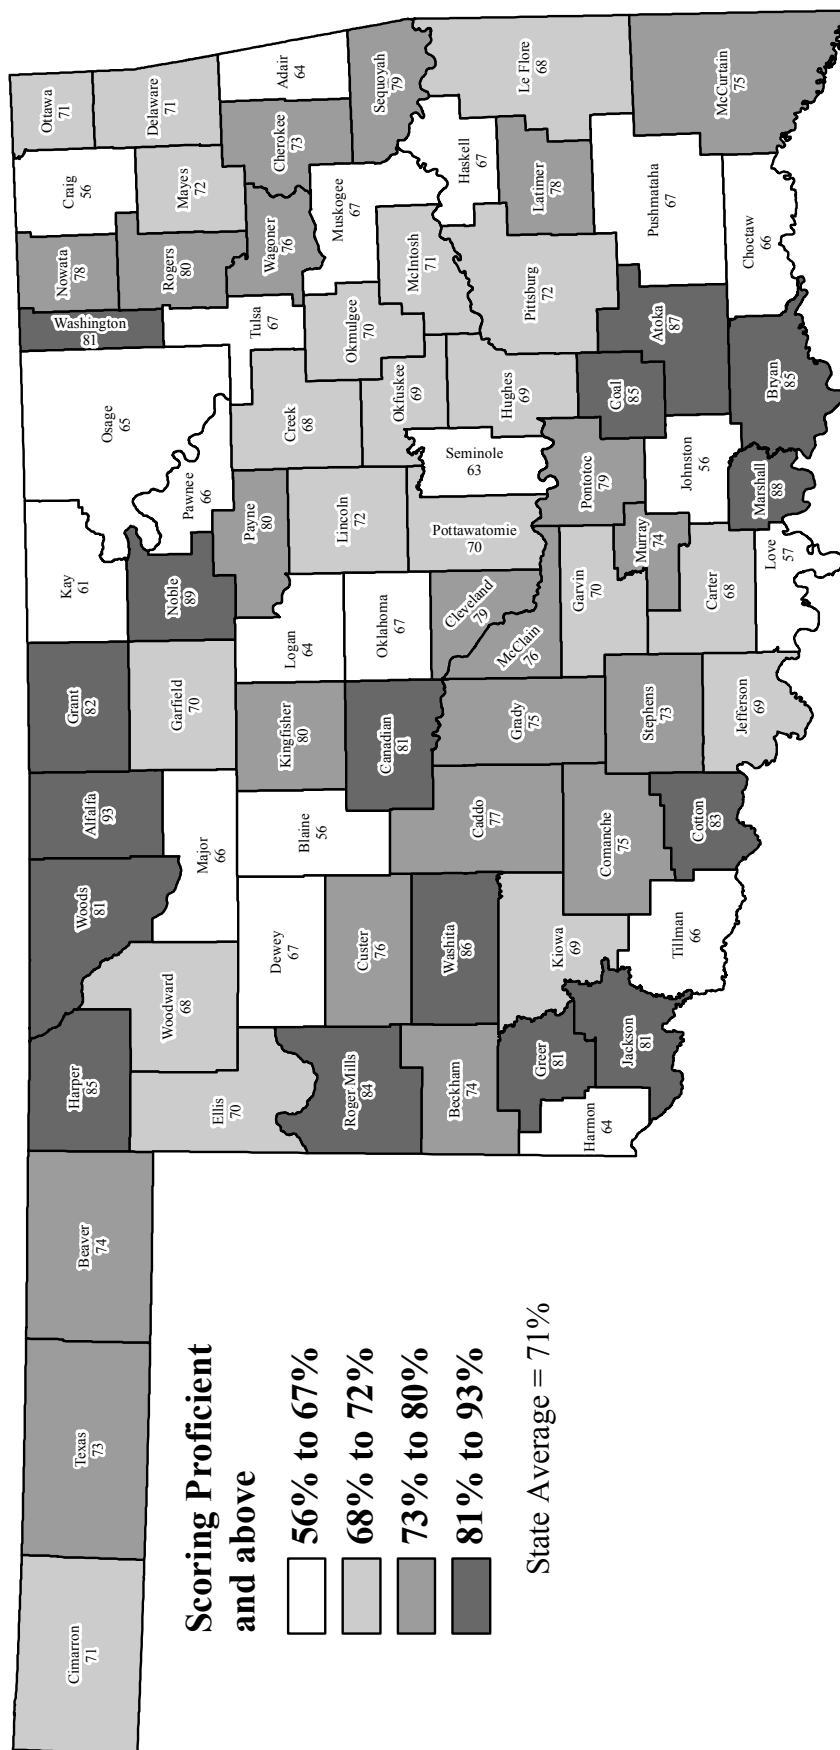 Cimarron
71
Texas
73
Beaver
74
Harper
85
Woods
81
Alfalfa
93
Grant
82
Kay
61
Osage
65
Washington
81
Nowata
78
Craig
56
Ottawa
71
Ellis
70
Woodward
68
Major
66
Garfield
70
Noble
89
Pawnee
66
Rogers
80
Mayes
72
Delaware
71
Roger Mills
84
Dewey
67
Blaine
56
Kingfisher
80
Logan
64
Payne
80
Creek
68
Tulsa
67
Wagoner
76
Cherokee
73
Adair
64
Beckham
74
Custer
76
Canadian
81
Oklahoma
67
Lincoln
72
Okfuskee
69
Okmulgee
70
Muskogee
67
Sequoyah
79
Harmon
64
Greer
81
Washita
86
Caddo
77
Grady
75
Cleveland
79
McClain
76
Pottawatomie
70
Seminole
63
Hughes
69
McIntosh
71
Haskell
67
Le Flore
68
Jackson
81
Kiowa
69
Comanche
75
Stephens
73
Garvin
70
Murray
74
Pontotoc
79
Coal
85
Pittsburg
72
Latimer
78
Tillman
66
Cotton
83
Jefferson
69
Carter
68
Love
57
Johnston
56
Marshall
88
Atoka
87
Bryan
85
Pushmataha
67
Choctaw
66
McCurtain
75
Scoring Proficient
and above
56% to 67%
68% to 72%
73% to 80%
81% to 93%
State Average = 71%